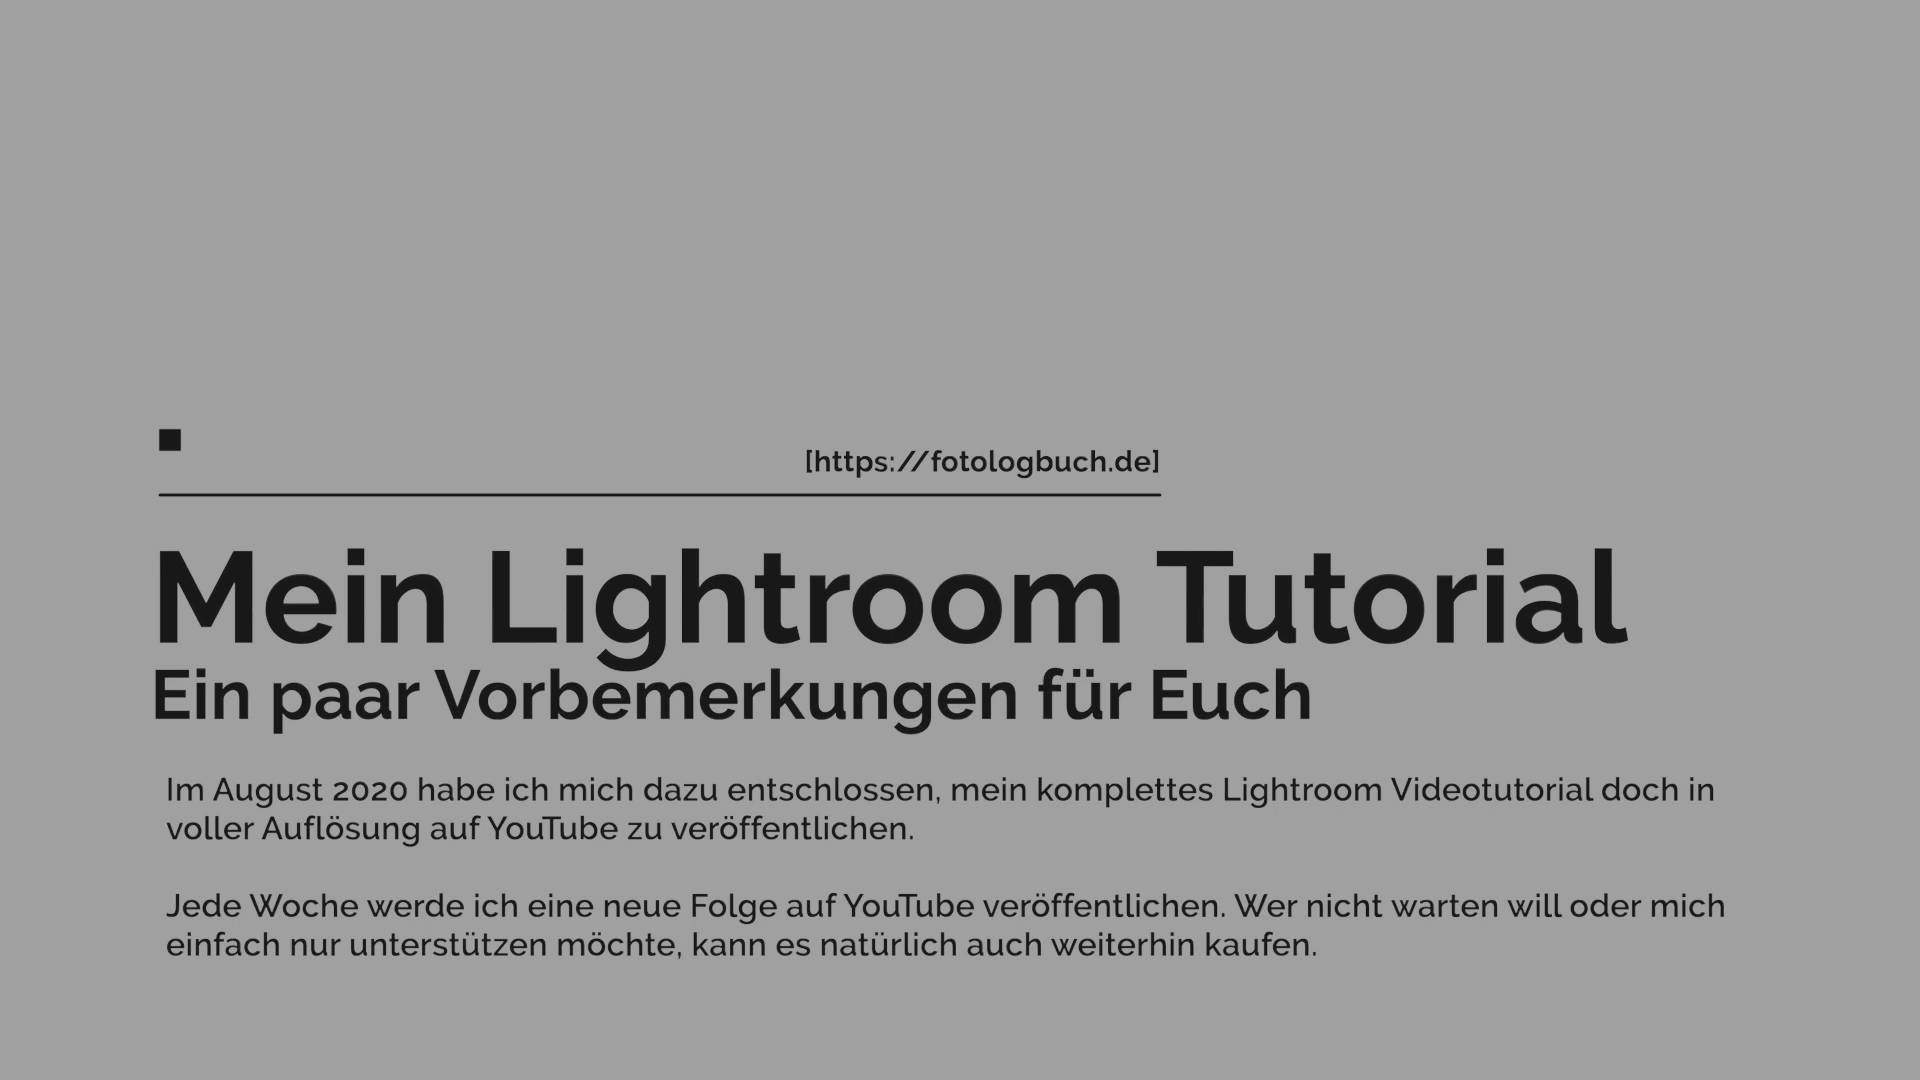 [https://fotologbuch.de]
Mein Lightroom Tutorial
Ein paar Vorbemerkungen für Euch
Im August 2020 habe ich mich dazu entschlossen, mein komplettes Lightroom Videotutorial doch in
voller Auflösung auf YouTube zu veröffentlichen.
Jede Woche werde ich eine neue Folge auf YouTube veröffentlichen. Wer nicht warten will oder mich
einfach nur unterstützen möchte, kann es natürlich auch weiterhin kaufen.